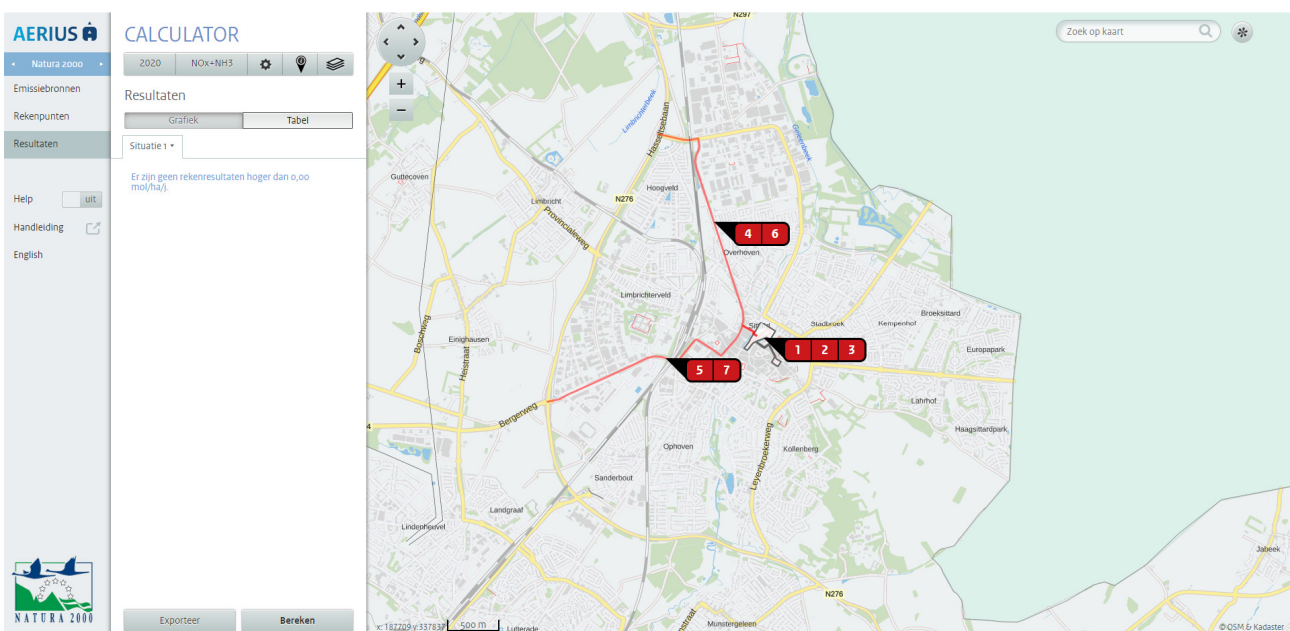 AERIUS
Natura 2000
Emissiebronnen
Rekenpunten
Resultaten
Help
uit
Handleiding
English
NATURA 2000
CALCULATOR
2020
NOx+NH3
Resultaten
Grafiek
Tabel
Situatie 1
Er zijn geen rekenresultaten hoger dan 0,00
mol/ha/j.
Exporteer
Bereken
Zoek op kaart
N297
Limbrichterbeek
Hasseltsebaan
Geleenbeek
Guttecoven
Hoogveld
Limbricht
N276
Provincialeweg
4 6
Overhoven
Limbrichterveld
Stadbroek
Kempenhof
Broeksittard
Boschweg
Einighausen
Heistraat
1 2 3
Europapark
5 7
Lahrhof
Bergerweg
Haagsittardpark
Ophoven
Kollenberg
Leyenbroekerweg
Sanderbout
Landgraaf
Lindenheuvel
Jabeek
N276
x: 187709 y:337837
500 m
Lutterade
Munstergeleen
© OSM & Kadaster